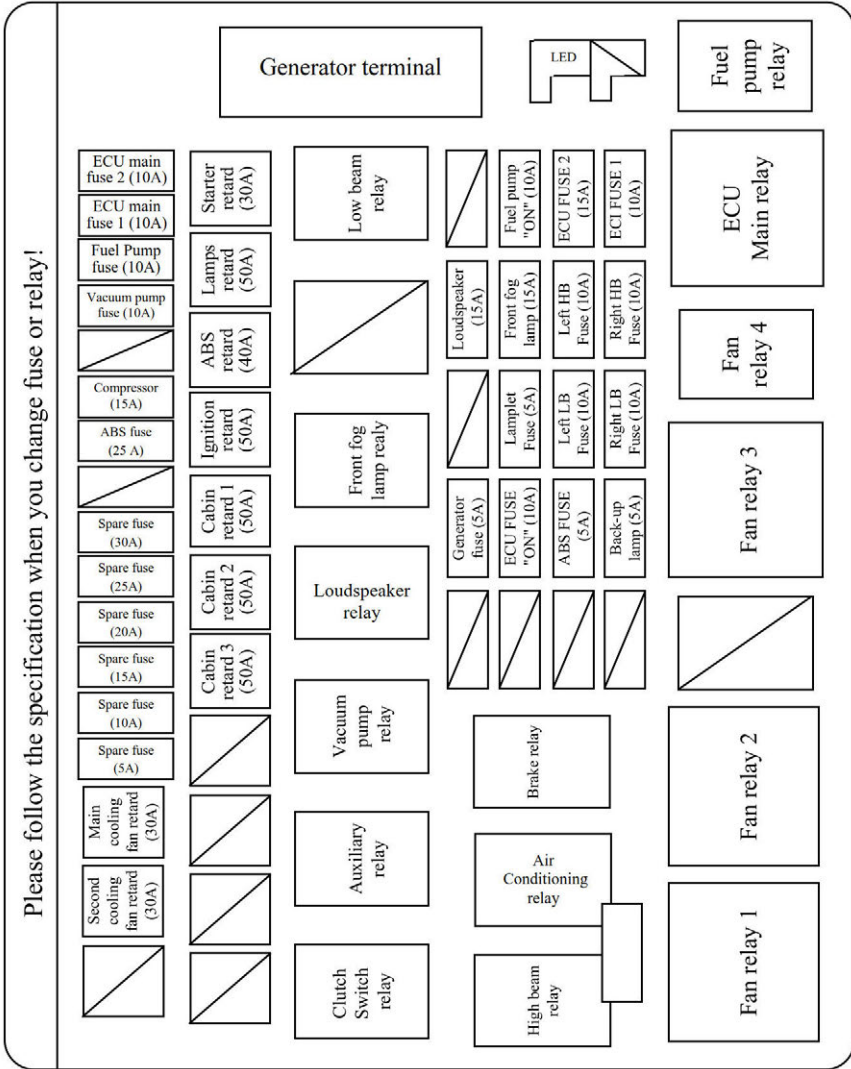 Please follow the specification when you change fuse or relay!
Generator terminal
LED
Fuel
pump
relay
ECU main
fuse 2 (10A)
ECU main
fuse 1 (10A)
Fuel Pump
fuse (10A)
Vacuum pump
fuse (10A)
Compressor
(15A)
ABS fuse
(25 A)
Spare fuse
(30A)
Spare fuse
(25A)
Spare fuse
(20A)
Spare fuse
(15A)
Spare fuse
(10A)
Spare fuse
(5A)
Main
cooling
fan retard
(30A)
Second
cooling
fan retard
(30A)
Starter
retard
(30A)
Lamps
retard
(50A)
ABS
retard
(40A)
Ignition
retard
(50A)
Cabin
retard 1
(50A)
Cabin
retard 2
(50A)
Cabin
retard 3
(50A)
Low beam
relay
Front fog
lamp realy
Loudspeaker
relay
Vacuum
pump
relay
Auxiliary
relay
Clutch
Switch
relay
Fuel pump
"ON" (10A)
ECU FUSE 2
(15A)
ECI FUSE 1
(10A)
Loudspeaker
(15A)
Front fog
lamp (15A)
Left HB
Fuse (10A)
Right HB
Fuse (10A)
Lamplet
Fuse (5A)
Left LB
Fuse (10A)
Right LB
Fuse (10A)
Generator
fuse (5A)
ECU FUSE
"ON" (10A)
ABS FUSE
(5A)
Back-up
lamp (5A)
Brake relay
Air
Conditioning
relay
High beam
relay
ECU
Main relay
Fan
relay 4
Fan relay 3
Fan relay 2
Fan relay 1